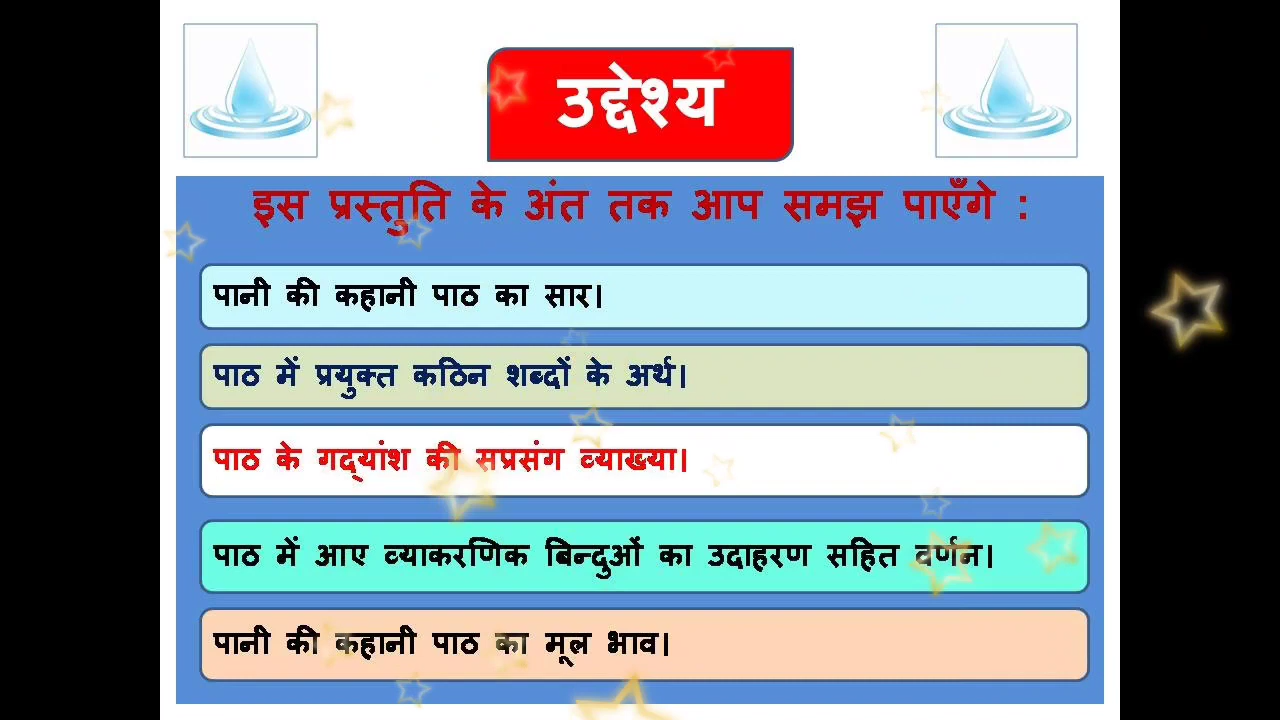 उद्देश्य
इस प्रस्तुति के अंत तक आप समझ पाएँगे :
पानी की कहानी पाठ का सार।
पाठ में प्रयुक्त कठिन शब्दों के अर्थ।
पाठ के गद्यांश की सप्रसंग व्याख्या।
पाठ में आए व्याकरणिक बिन्दुओं का उदाहरण सहित वर्णन।
पानी की कहानी पाठ का मूल भाव।